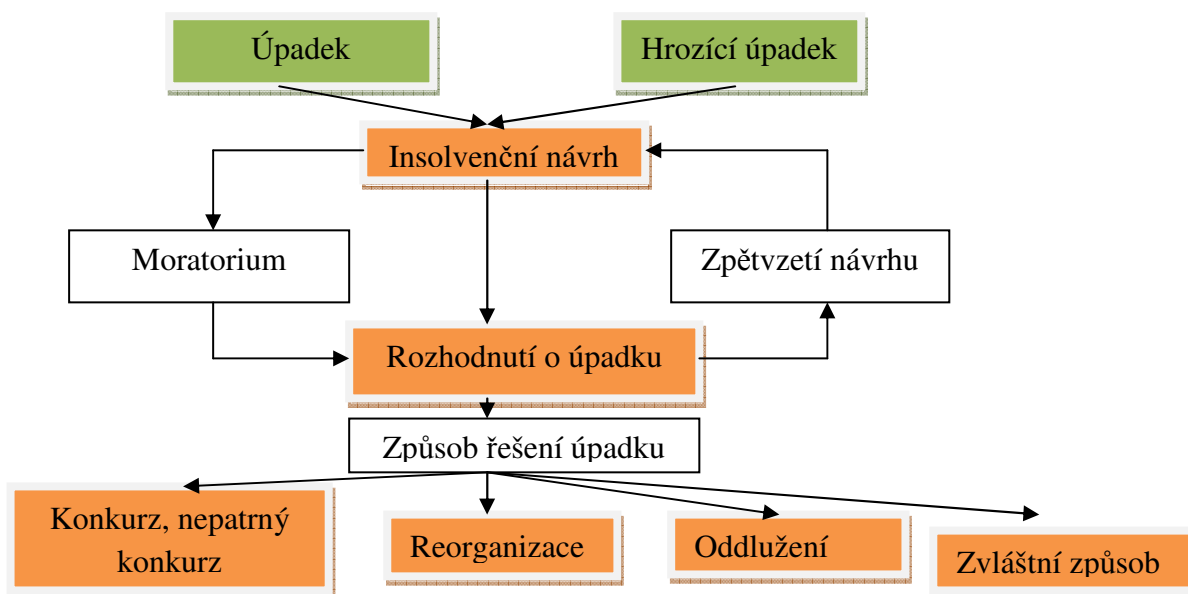 Úpadek
Hrozící úpadek
Insolvenční návrh
Moratorium
Zpětvzetí návrhu
Rozhodnutí o úpadku
Způsob řešení úpadku
Konkurz, nepatrný
konkurz
Reorganizace
Oddlužení
Zvláštní způsob